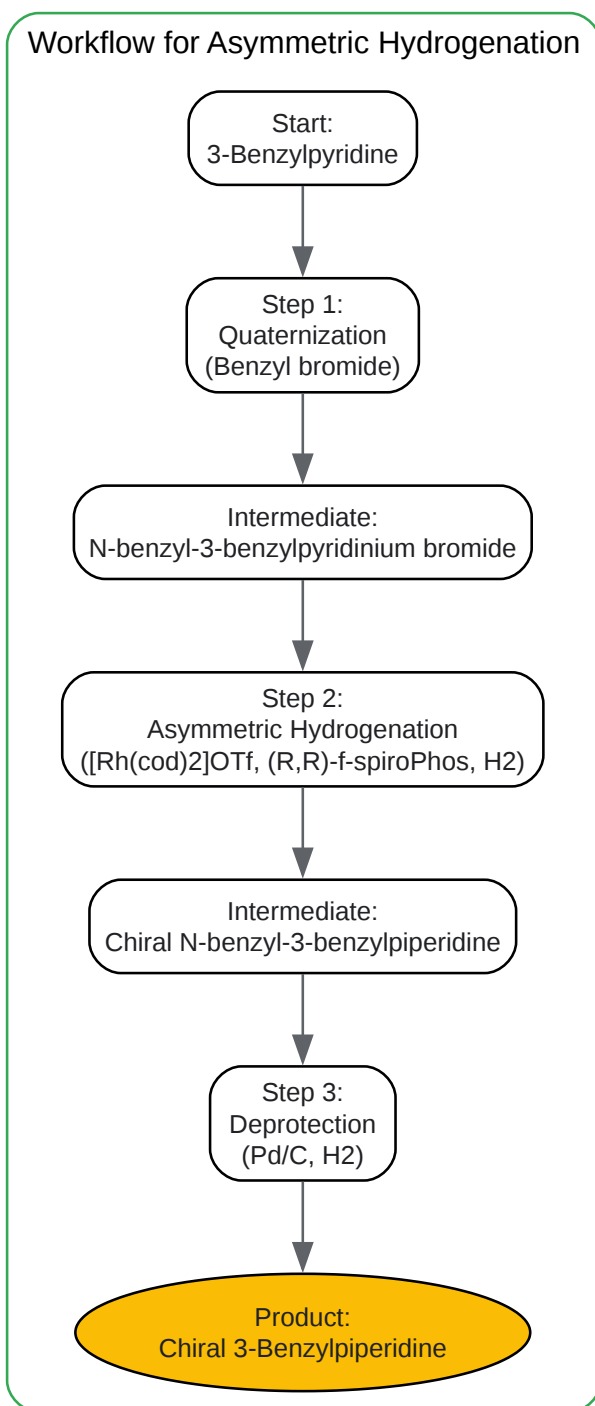 Workflow for Asymmetric Hydrogenation
Start:
3-Benzylpyridine
Step 1:
Quaternization
(Benzyl bromide)
Intermediate:
N-benzyl-3-benzylpyridinium bromide
Step 2:
Asymmetric Hydrogenation
([Rh(cod)2]OTf, (R,R)-f-spiroPhos, H2)
Intermediate:
Chiral N-benzyl-3-benzylpiperidine
Step 3:
Deprotection
(Pd/C, H2)
Product:
Chiral 3-Benzylpiperidine